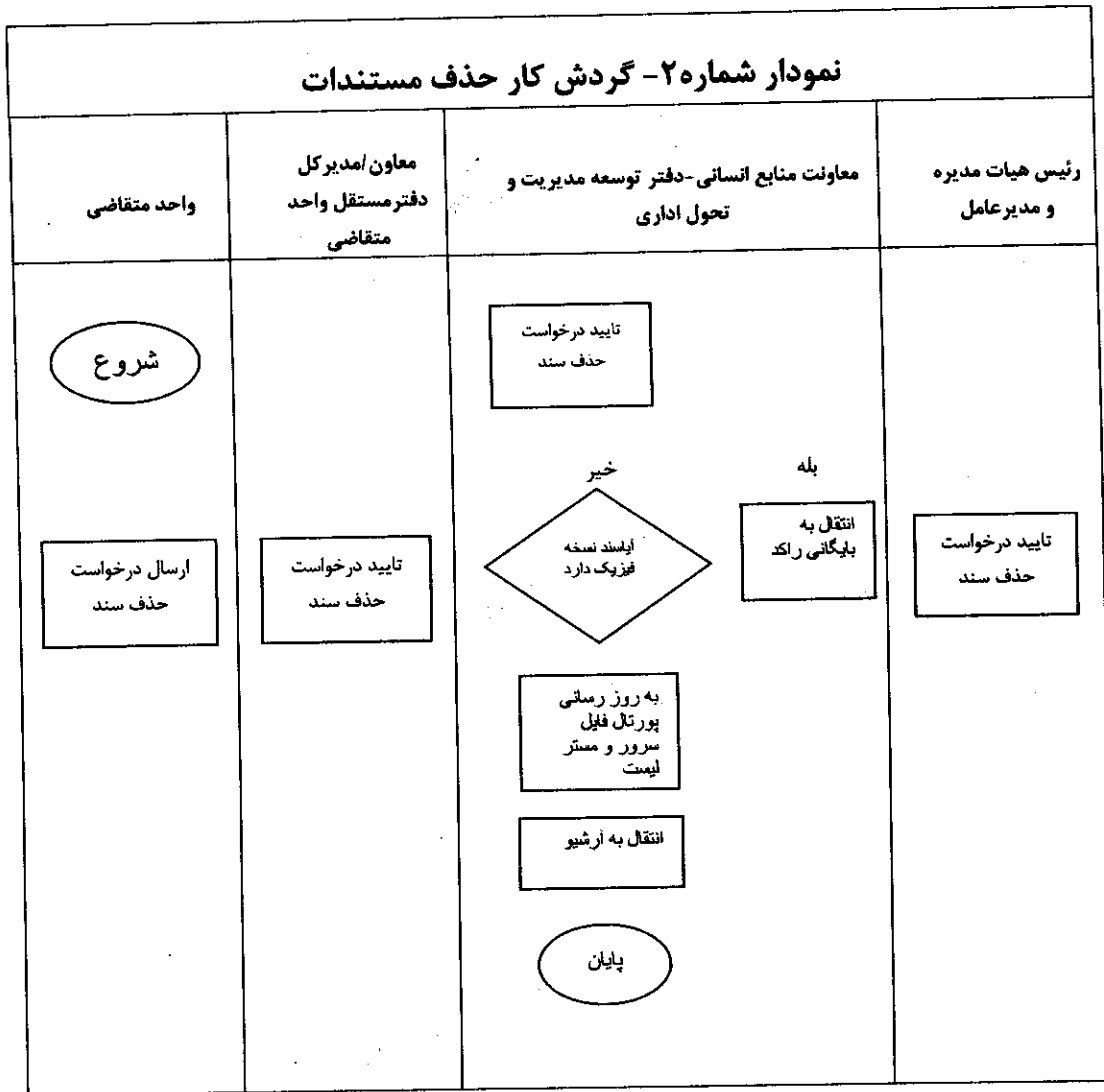 نمودار شماره۲- گردش کار حذف مستندات
رئیس هیات مدیره
و مدیرعامل
معاونت منابع انسانی-دفتر توسعه مدیریت و
تحول اداری
معاون/مدیرکل
دفترمستقل واحد
متقاضی
واحد متقاضی
شروع
تایید درخواست
حذف سند
خیر
بله
ارسال درخواست
حذف سند
تایید درخواست
حذف سند
آیاسند نسخه
فیزیک دارد
انتقال به
بایگانی راکد
تایید درخواست
حذف سند
به روز رسانی
پورتال فایل
سرور و مستر
لیست
انتقال به آرشیو
پایان